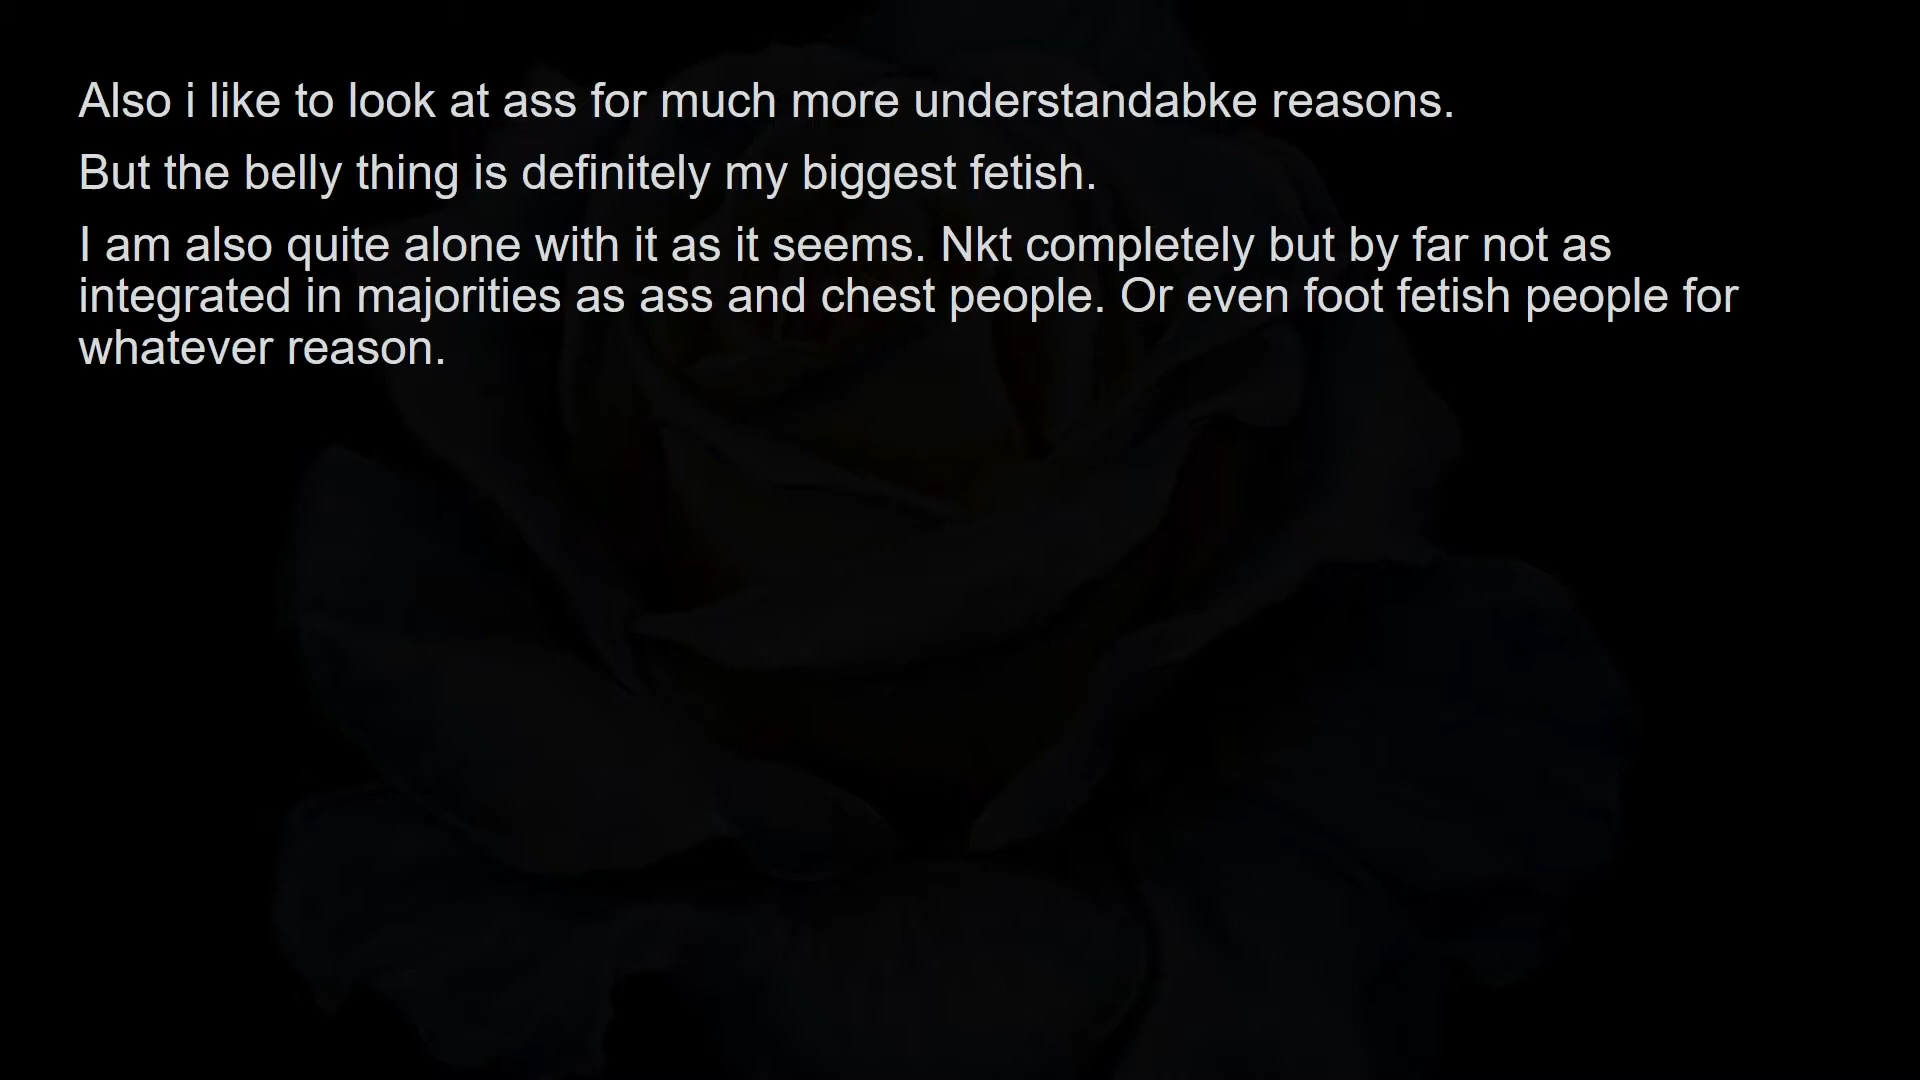 Also i like to look at ass for much more understandabke reasons.
But the belly thing is definitely my biggest fetish.
I am also quite alone with it as it seems. Nkt completely but by far not as
integrated in majorities as ass and chest people. Or even foot fetish people for
whatever reason.